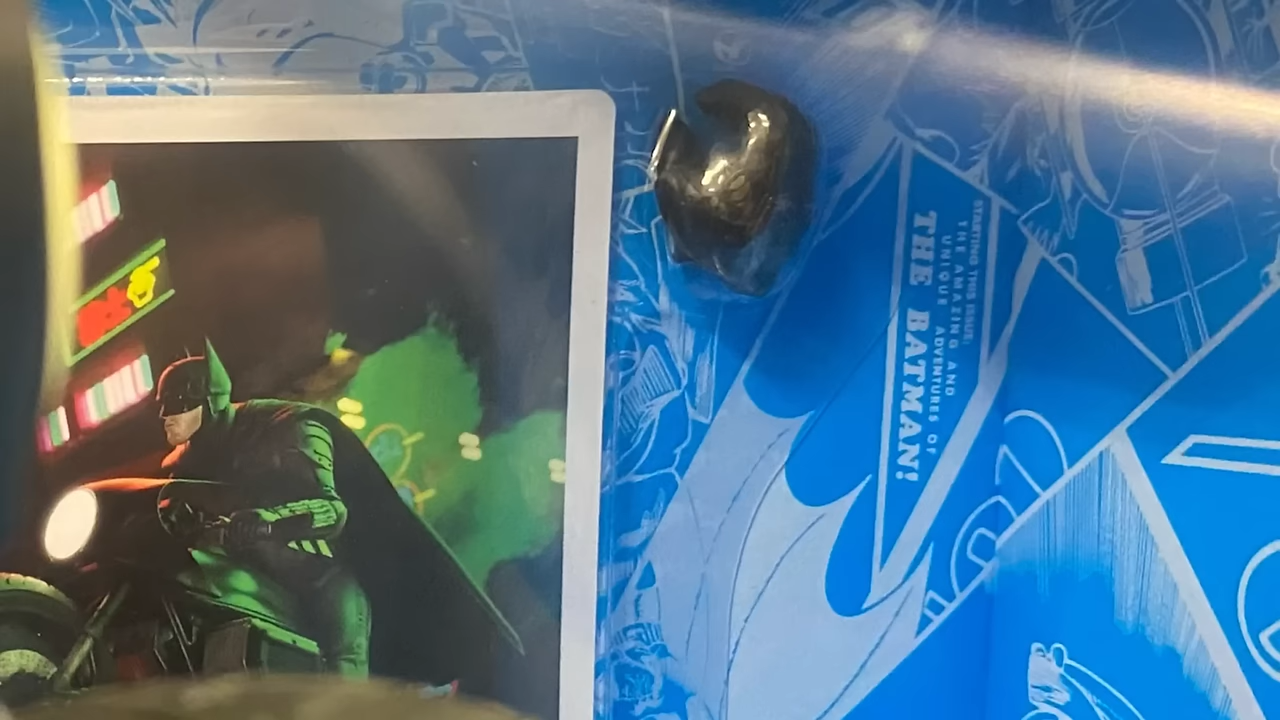 STARTING THIS ISSUE:
THE AMAZING AND
UNIQUE ADVENTURES OF
THE BATMAN!